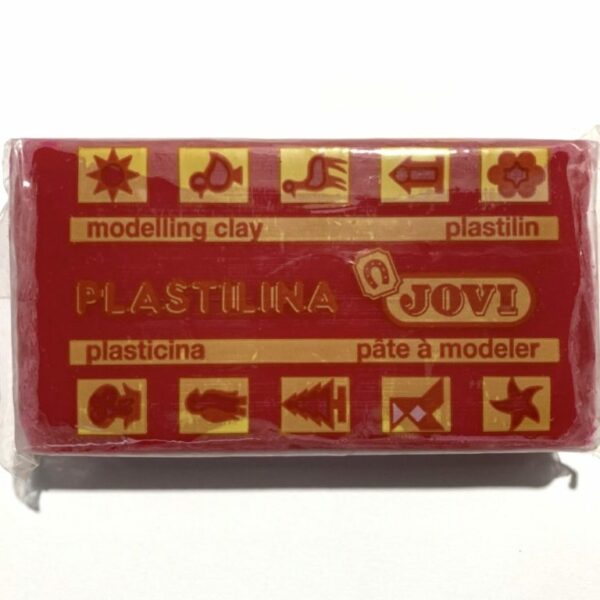 modelling clay plastilin
PLASTILINA JOVI
plasticina pâte à modeler